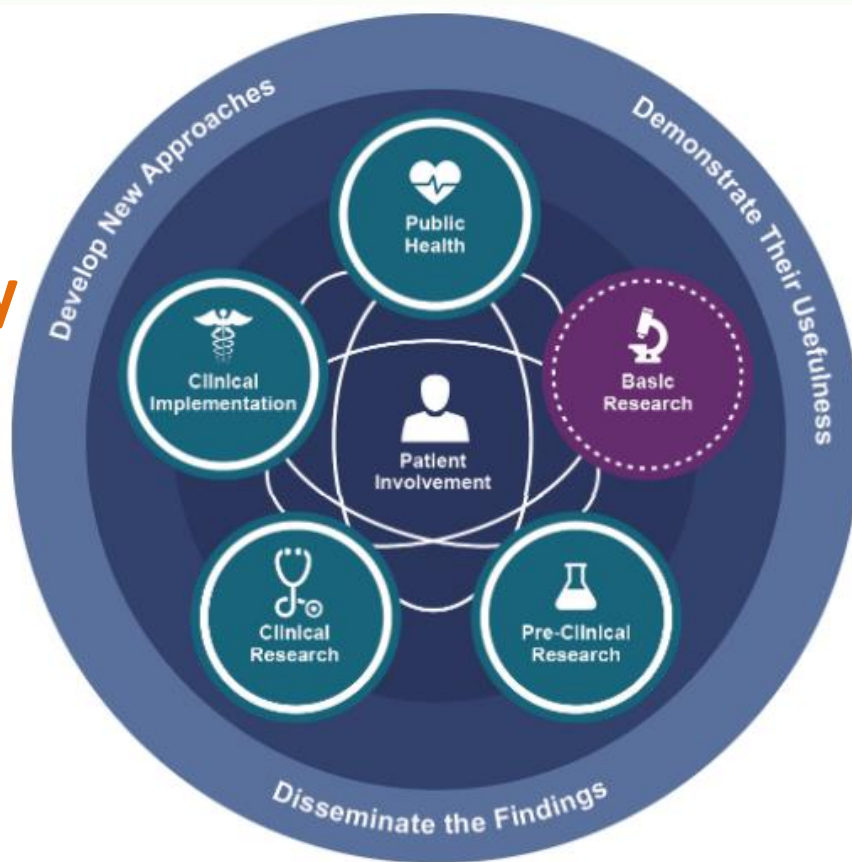 Develop New Approaches
Demonstrate Their Usefulness
y
Public
Health
Clinical
Implementation
Basic
Research
Patient
Involvement
Clinical
Research
Pre-Clinical
Research
Disseminate the Findings